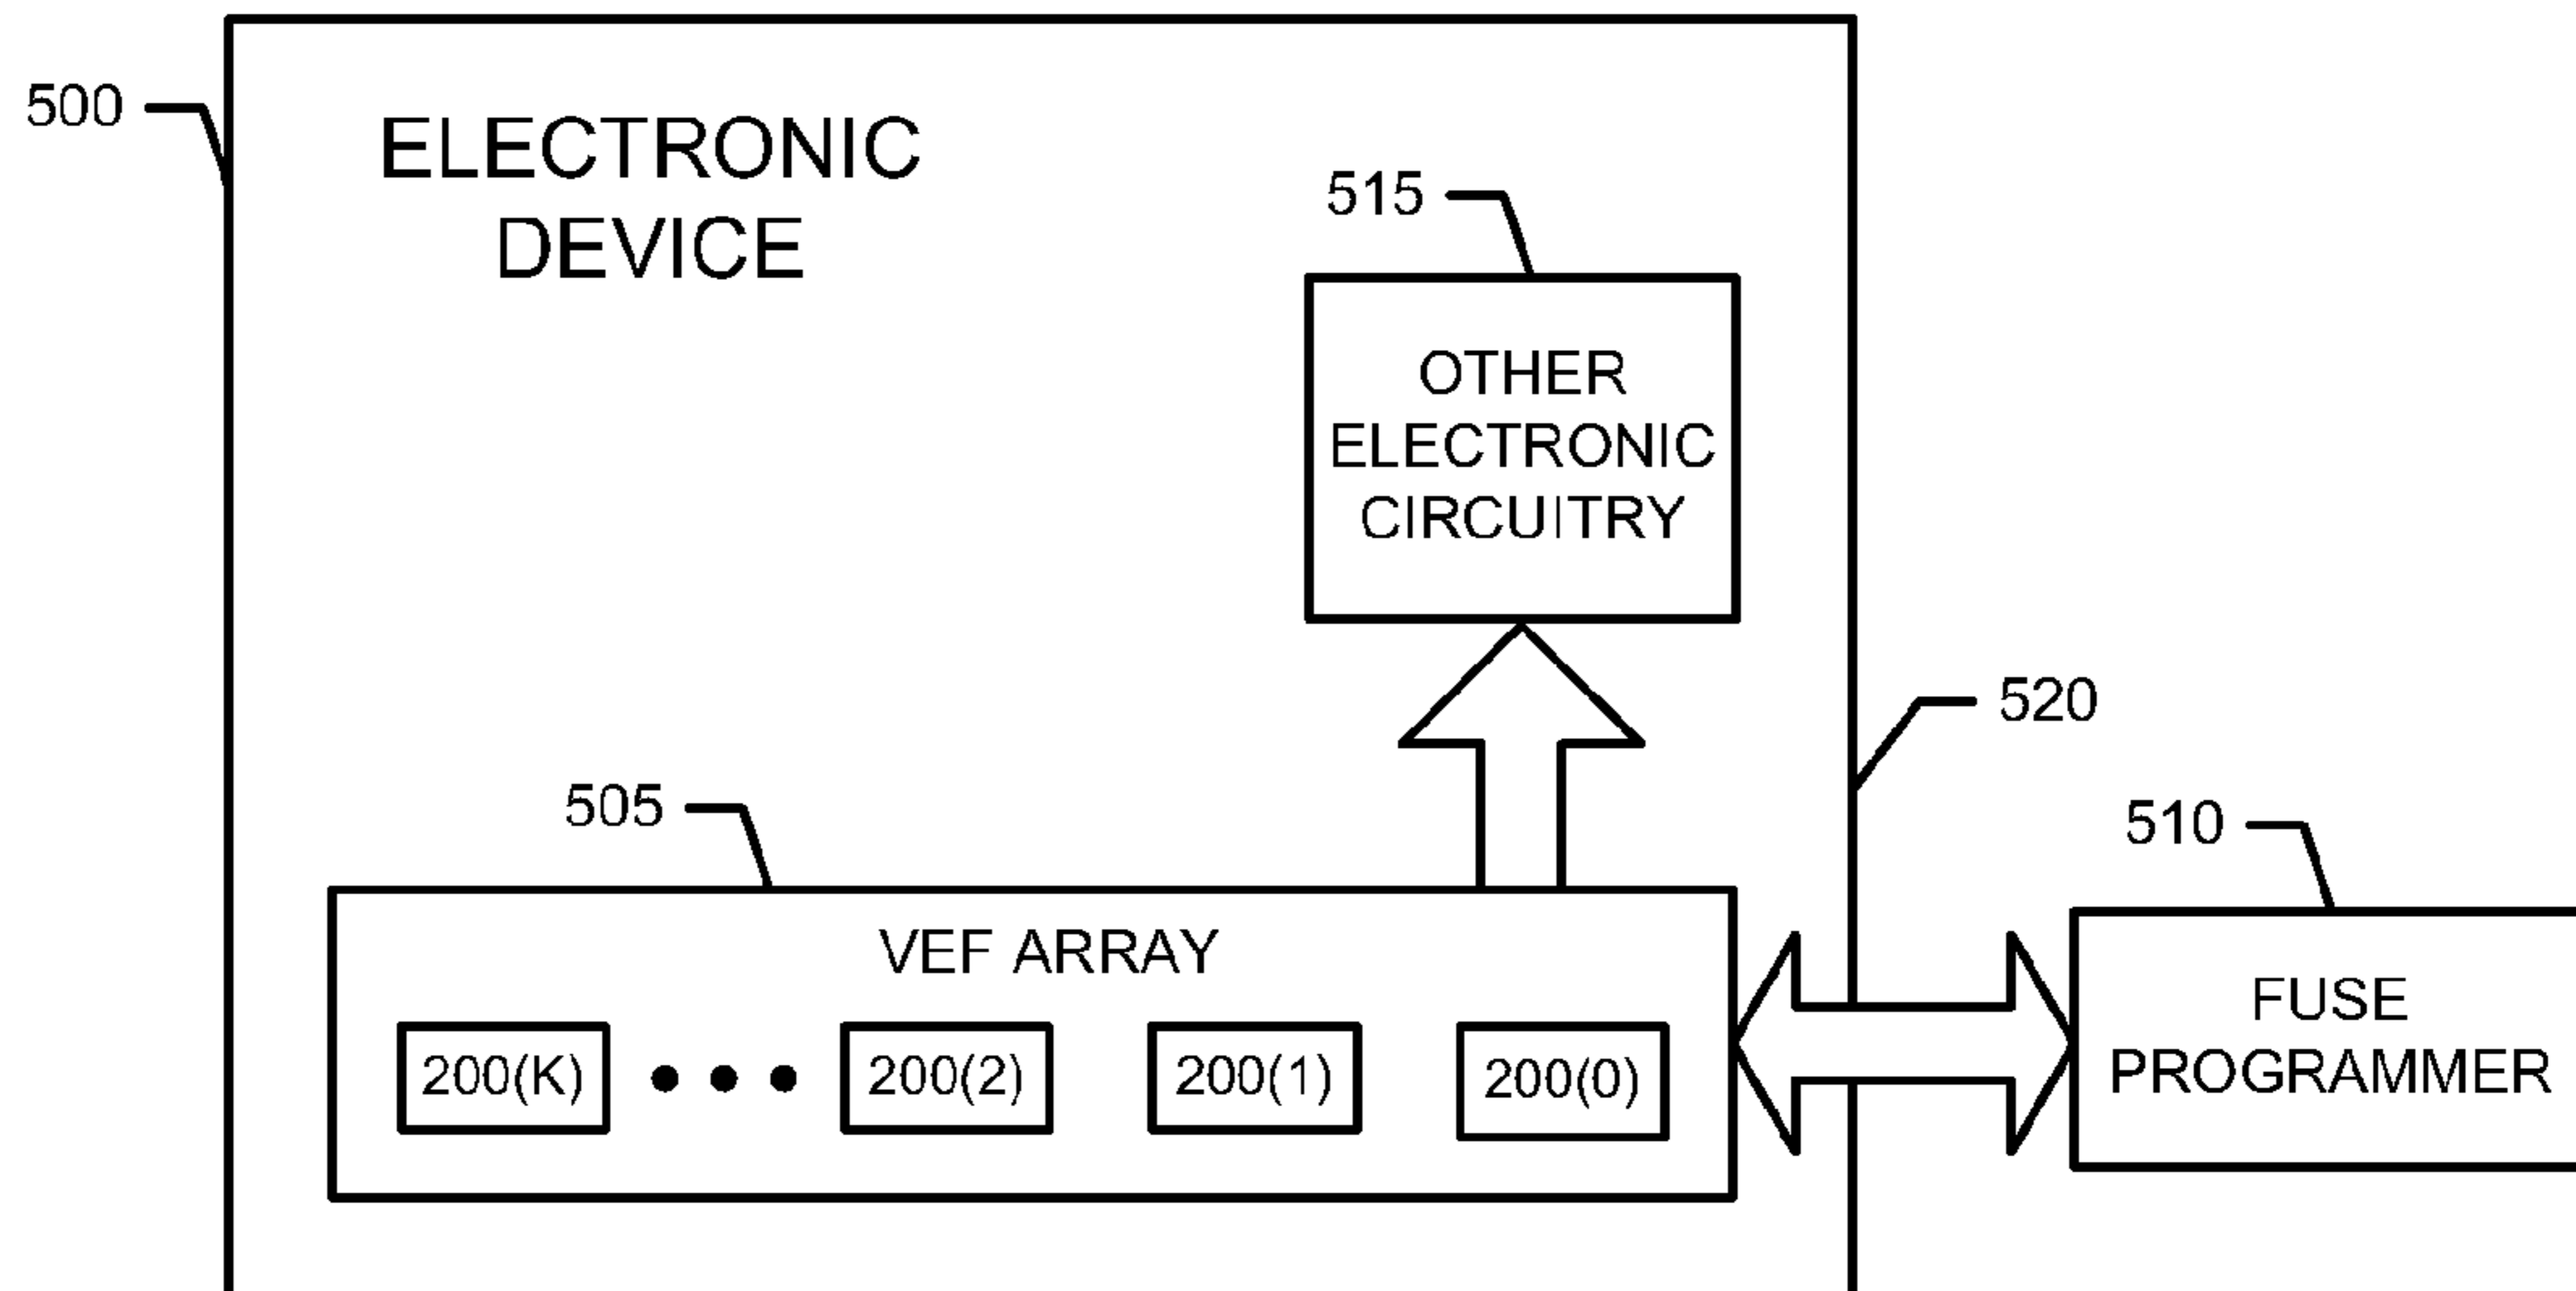 500
ELECTRONIC
DEVICE
515
OTHER
ELECTRONIC
CIRCUITRY
520
505
510
VEF ARRAY
200(K) ● ● ● 200(2) 200(1) 200(0)
FUSE
PROGRAMMER